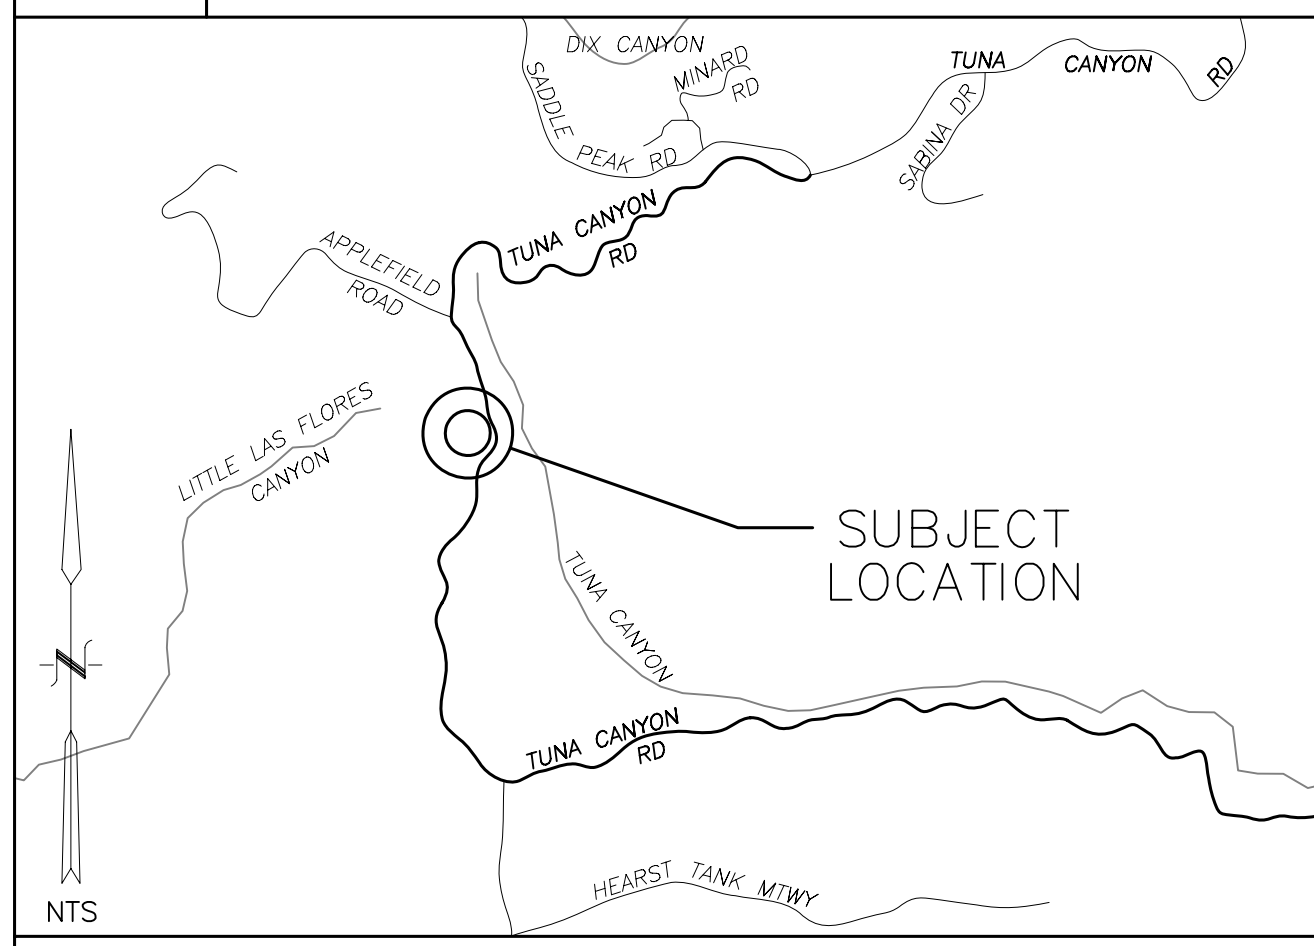 DIX CANYON
SADDLE
PEAK RD
MINARD
RD
TUNA CANYON RD
SABINA DR
TUNA CANYON
RD
APPLEFIELD
ROAD
LITTLE LAS FLORES
CANYON
SUBJECT
LOCATION
TUNA CANYON
TUNA CANYON
RD
HEARST TANK MTWY
N
NTS